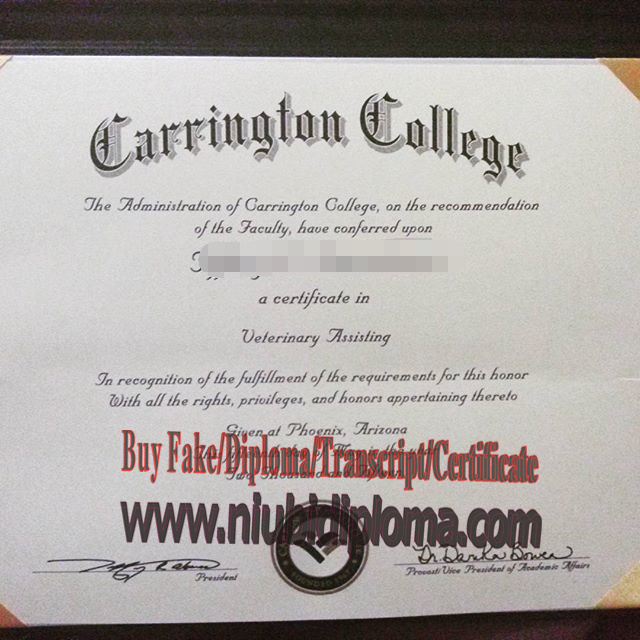 Carrington College
The Administration of Carrington College, on the recommendation
of the Faculty, have conferred upon
a certificate in
Veterinary Assisting
In recognition of the fulfillment of the requirements for this honor
With all the rights, privileges, and honors appertaining thereto
Given at Phoenix, Arizona
Buy Fake/Diploma/Transcript/Certificate
Two Thousand and
www.niubidiploma.com
President
Provost/Vice President of Academic Affairs